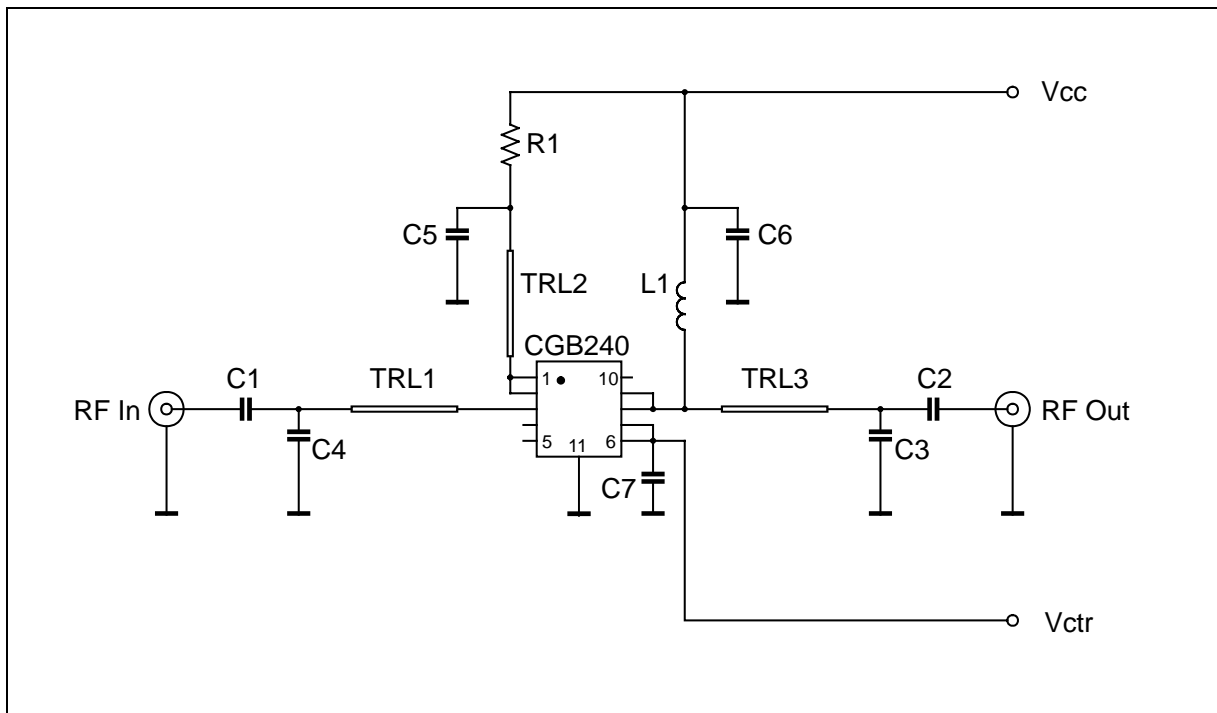 Vcc
R1
C5
C6
TRL2
L1
CGB240
C1
TRL1
1
10
TRL3
C2
RF In
RF Out
C4
5
11
6
C3
C7
Vctr